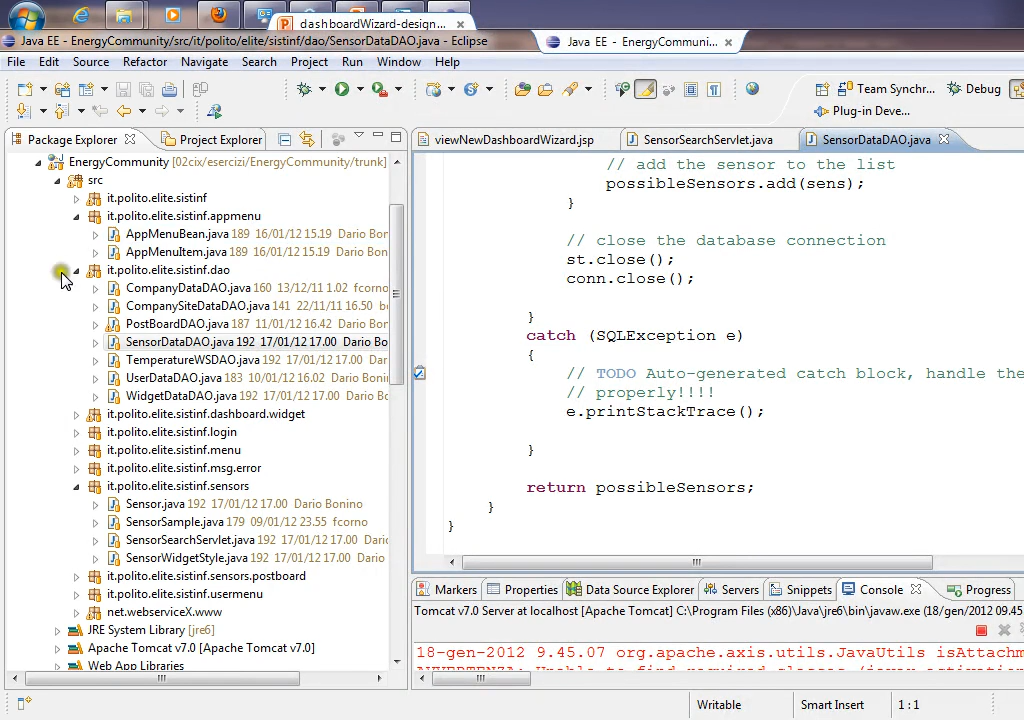 dashboardWizard-design...
Java EE - EnergyCommunity/src/it/polito/elite/sistinf/dao/SensorDataDAO.java - Eclipse
Java EE - EnergyCommuni...
File Edit Source Refactor Navigate Search Project Run Window Help
Team Synchr... Debug
Plug-in Deve...
Package Explorer Project Explorer
viewNewDashboardWizard.jsp SensorSearchServlet.java SensorDataDAO.java
EnergyCommunity [02cix/esercizi/EnergyCommunity/trunk]
src
it.polito.elite.sistinf
it.polito.elite.sistinf.appmenu
AppMenuBean.java 189 16/01/12 15.19 Dario Bon
AppMenuItem.java 189 16/01/12 15.19 Dario Bon
it.polito.elite.sistinf.dao
CompanyDataDAO.java 160 13/12/11 1.02 fcorno
CompanySiteDataDAO.java 141 22/11/11 16.50 b
PostBoardDAO.java 187 11/01/12 16.42 Dario Bon
SensorDataDAO.java 192 17/01/12 17.00 Dario Bo
TemperatureWSDAO.java 192 17/01/12 17.00 Dar
UserDataDAO.java 183 10/01/12 16.02 Dario Bonin
WidgetDataDAO.java 192 17/01/12 17.00 Dario Bo
it.polito.elite.sistinf.dashboard.widget
it.polito.elite.sistinf.login
it.polito.elite.sistinf.menu
it.polito.elite.sistinf.msg.error
it.polito.elite.sistinf.sensors
Sensor.java 192 17/01/12 17.00 Dario Bonino
SensorSample.java 179 09/01/12 23.55 fcorno
SensorSearchServlet.java 192 17/01/12 17.00 Dari
SensorWidgetStyle.java 192 17/01/12 17.00 Dario
it.polito.elite.sistinf.sensors.postboard
it.polito.elite.sistinf.usermenu
net.webserviceX.www
JRE System Library [jre6]
Apache Tomcat v7.0 [Apache Tomcat v7.0]
Web App Libraries
// add the sensor to the list
possibleSensors.add(sens);
}
// close the database connection
st.close();
conn.close();
}
catch (SQLException e)
{
// TODO Auto-generated catch block, handle the
// properly!!!!
e.printStackTrace();
}
return possibleSensors;
}
}
Markers Properties Data Source Explorer Servers Snippets Console Progress
Tomcat v7.0 Server at localhost [Apache Tomcat] C:\Program Files (x86)\Java\jre6\bin\javaw.exe (18/gen/2012 09.45
18-gen-2012 9.45.07 org.apache.axis.utils.JavaUtils isAttachm
AVVERTENZA: Unable to find required classes (javax.activation
Writable Smart Insert 1 : 1